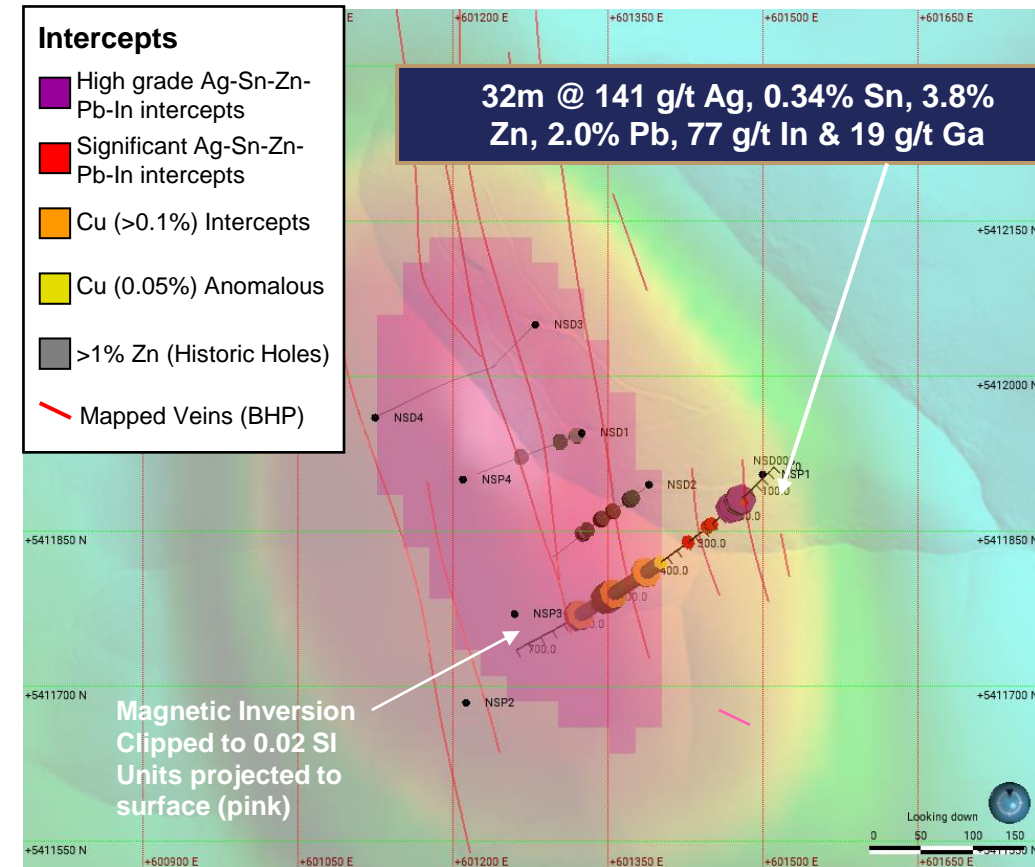 Intercepts
High grade Ag-Sn-Zn-
Pb-In intercepts
Significant Ag-Sn-Zn-
Pb-In intercepts
Cu (>0.1%) Intercepts
Cu (0.05%) Anomalous
>1% Zn (Historic Holes)
Mapped Veins (BHP)
E
+601200 E
+601350 E
+601500 E
+601650 E
32m @ 141 g/t Ag, 0.34% Sn, 3.8%
Zn, 2.0% Pb, 77 g/t In & 19 g/t Ga
+5412150 N
NSD3
+5412000 N
NSD4
NSD1
NSP4
NSD2
NSP1
100.0
+5411850 N
+5411850 N
300.0
400.0
NSP3
700.0
+5411700 N
+5411700 N
NSP2
Magnetic Inversion
Clipped to 0.02 SI
Units projected to
surface (pink)
Looking down
0 50 100 150
+5411550 N
+600900 E
+601050 E
+601200 E
+601350 E
+601500 E
+601650 E